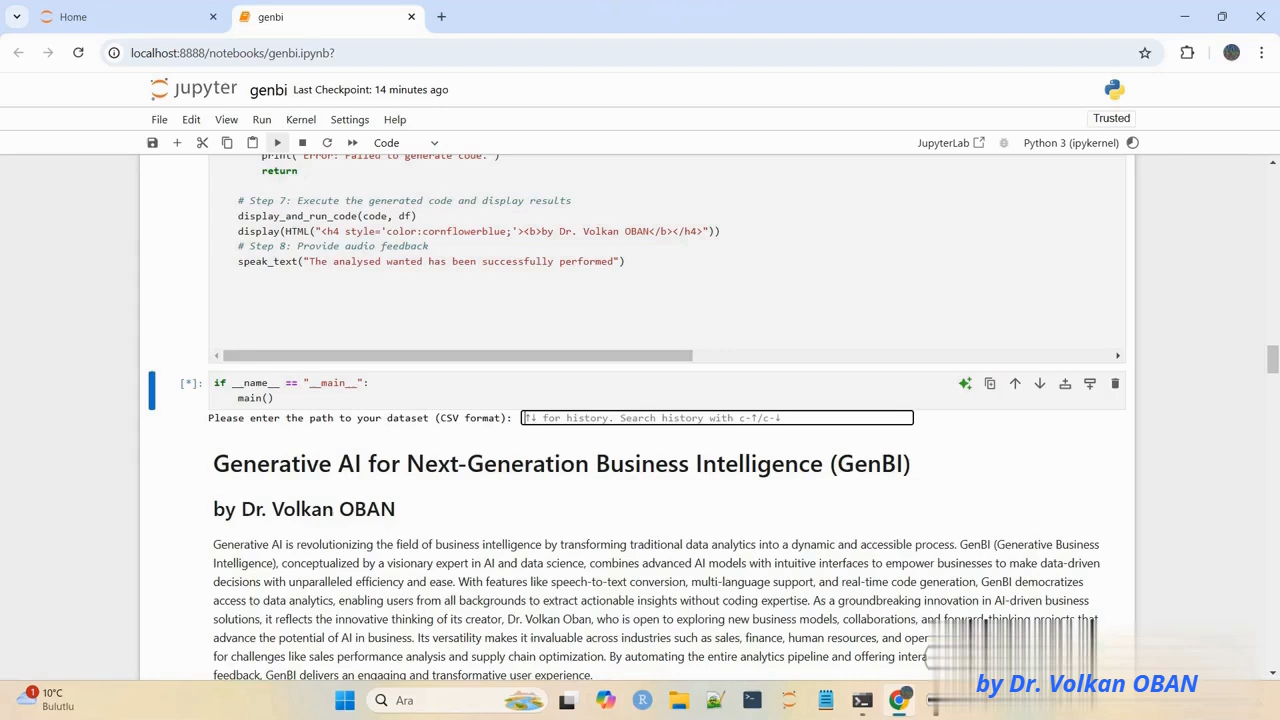 Home
genbi
localhost:8888/notebooks/genbi.ipynb?
jupyter genbi Last Checkpoint: 14 minutes ago
File Edit View Run Kernel Settings Help
Trusted
Code
JupyterLab
Python 3 (ipykernel)
print("Error: Failed to generate code.")
return
# Step 7: Execute the generated code and display results
display_and_run_code(code, df)
display(HTML("<h4 style='color:cornflowerblue;'><b>by Dr. Volkan OBAN</b></h4>"))
# Step 8: Provide audio feedback
speak_text("The analysed wanted has been successfully performed")
[*]: if __name__ == "__main__":
main()
Please enter the path to your dataset (CSV format): ↑↓ for history. Search history with c-↑/c-↓
Generative AI for Next-Generation Business Intelligence (GenBI)
by Dr. Volkan OBAN
Generative AI is revolutionizing the field of business intelligence by transforming traditional data analytics into a dynamic and accessible process. GenBI (Generative Business
Intelligence), conceptualized by a visionary expert in AI and data science, combines advanced AI models with intuitive interfaces to empower businesses to make data-driven
decisions with unparalleled efficiency and ease. With features like speech-to-text conversion, multi-language support, and real-time code generation, GenBI democratizes
access to data analytics, enabling users from all backgrounds to extract actionable insights without coding expertise. As a groundbreaking innovation in AI-driven business
solutions, it reflects the innovative thinking of its creator, Dr. Volkan Oban, who is open to exploring new business models, collaborations, and forward-thinking projects that
advance the potential of AI in business. Its versatility makes it invaluable across industries such as sales, finance, human resources, and
for challenges like sales performance analysis and supply chain optimization. By automating the entire analytics pipeline and offering
feedback, GenBI delivers an engaging and transformative user experience.
by Dr. Volkan OBAN
1
10°C
Bulutlu
Ara